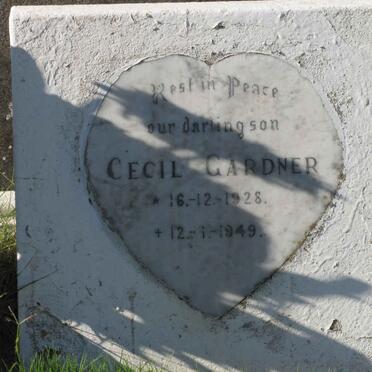 Rest in Peace
our darling son
CECIL GARDNER
* 16.-12.-1928.
+ 12.-1.-1949.